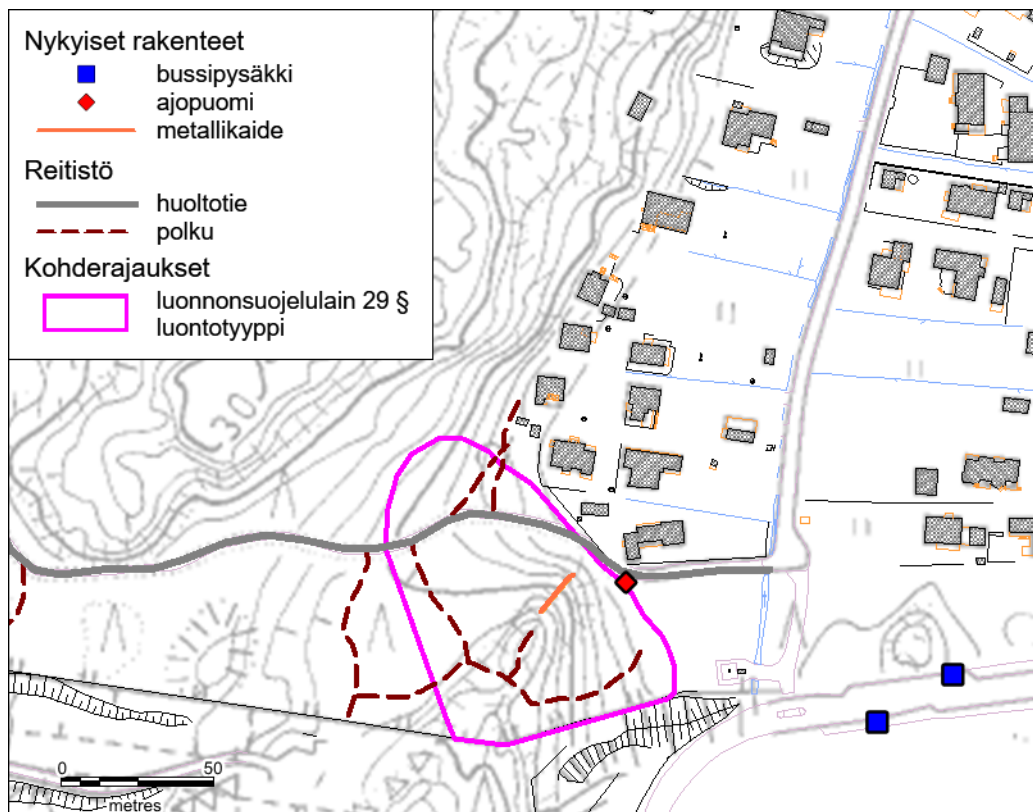 Nykyiset rakenteet
bussipysäkki
ajopuomi
metallikaide
Reitistö
huoltotie
polku
Kohderajaukset
luonnonsuojelulain 29 §
luontotyyppi
30
0 50
metres